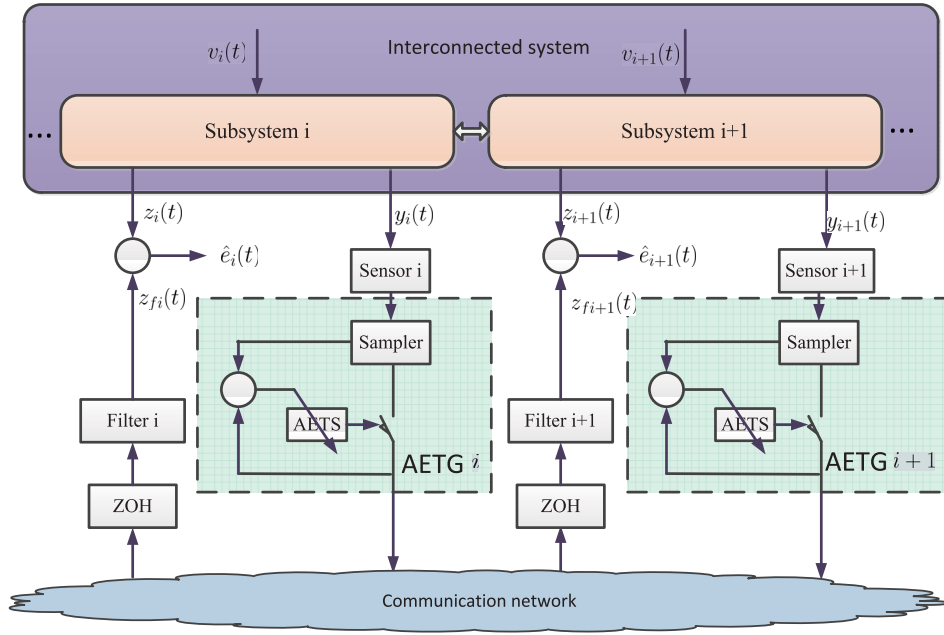 Interconnected system
v_i(t)
v_{i+1}(t)
...
Subsystem i
Subsystem i+1
...
z_i(t)
y_i(t)
z_{i+1}(t)
y_{i+1}(t)
ê_i(t)
Sensor i
ê_{i+1}(t)
Sensor i+1
z_{fi}(t)
z_{fi+1}(t)
Sampler
Sampler
Filter i
AETS
Filter i+1
AETS
AETG i
AETG i + 1
ZOH
ZOH
Communication network